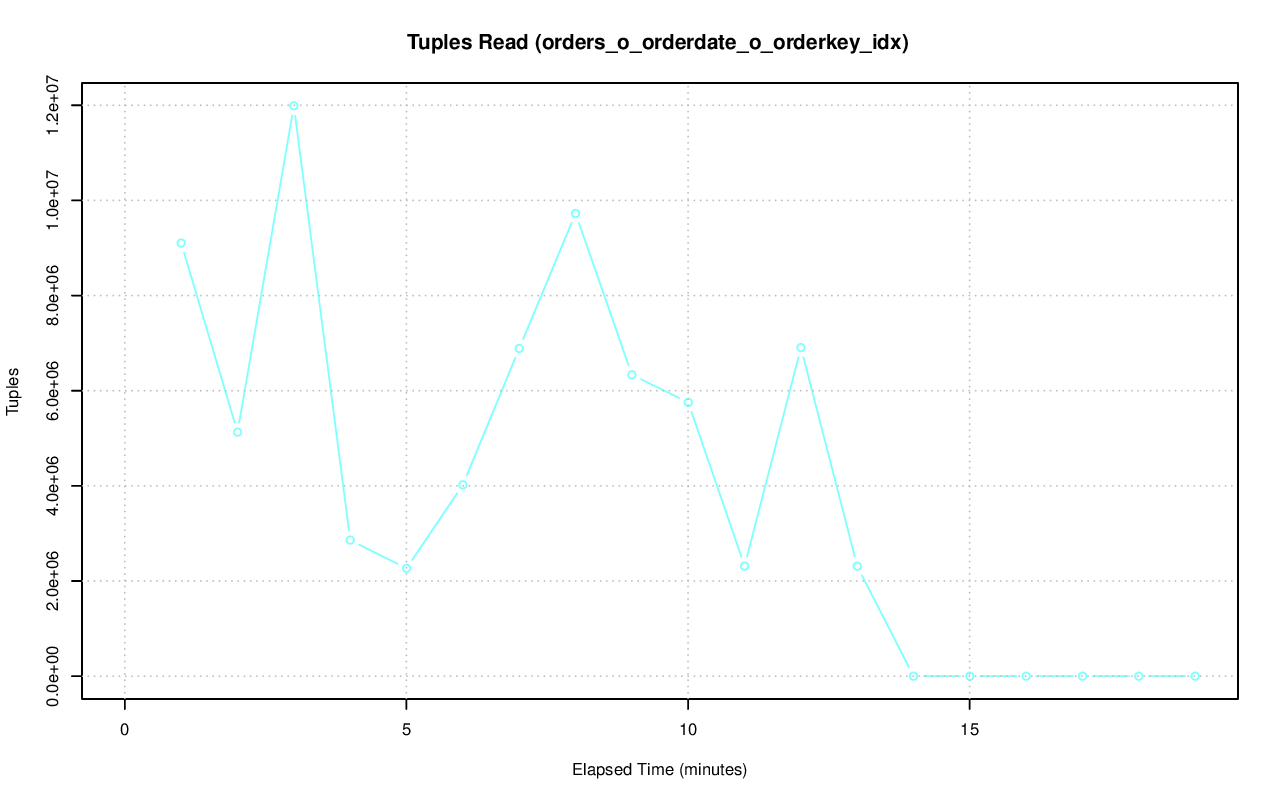 Tuples Read (orders_o_orderdate_o_orderkey_idx)
1.2e+07
1.0e+07
8.0e+06
6.0e+06
4.0e+06
2.0e+06
0.0e+00
Tuples
0 5 10 15
Elapsed Time (minutes)